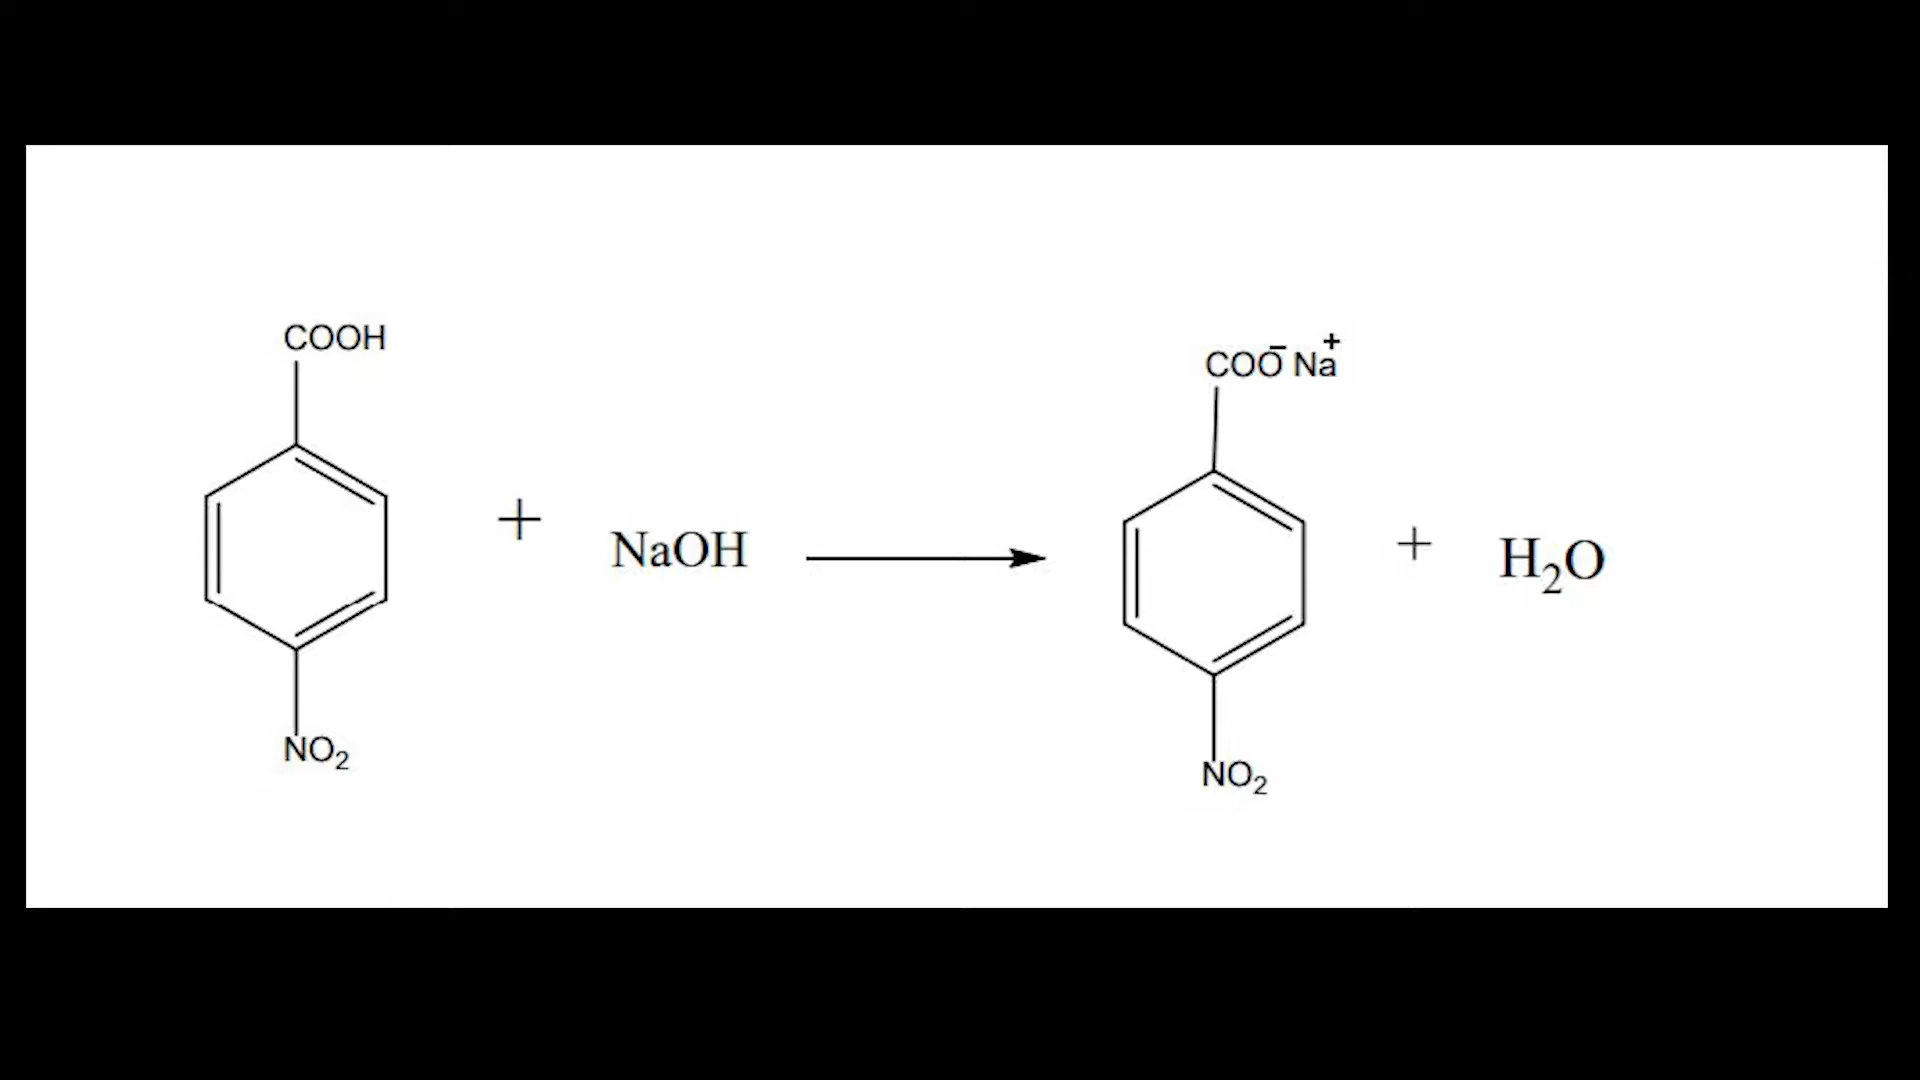 COOH
+
NaOH
NO₂
COO⁻ Na⁺
+
H₂O
NO₂